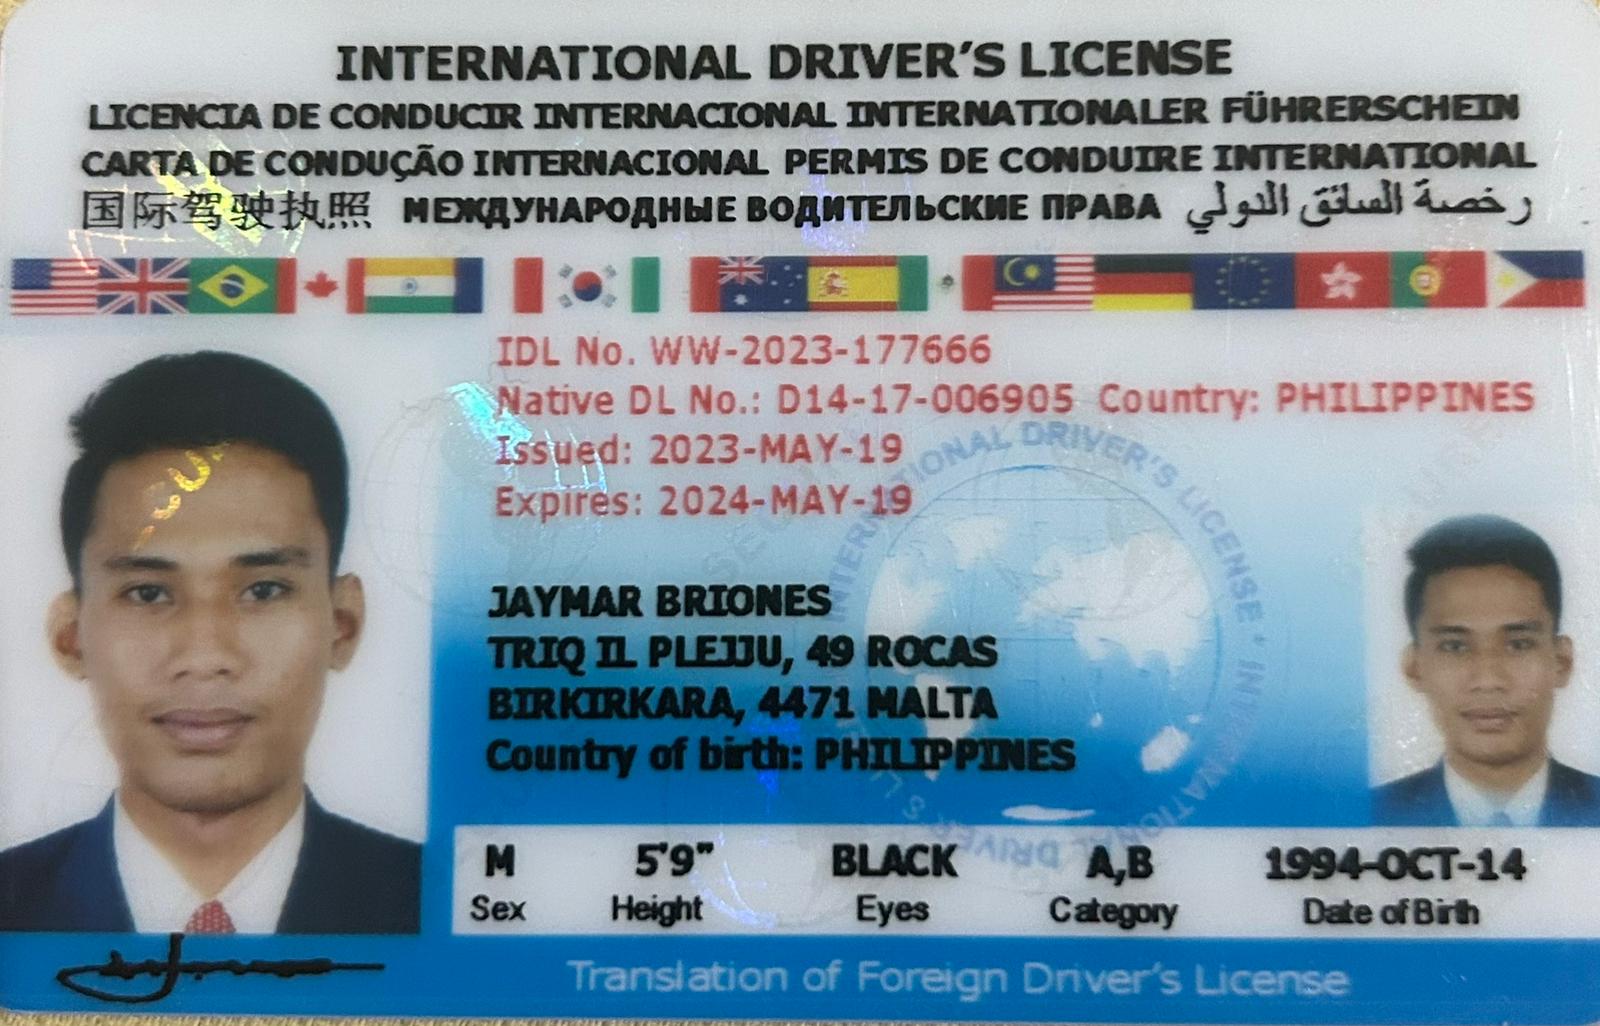 INTERNATIONAL DRIVER'S LICENSE
LICENCIA DE CONDUCIR INTERNACIONAL INTERNATIONALER FÜHRERSCHEIN
CARTA DE CONDUÇÃO INTERNACIONAL PERMIS DE CONDUIRE INTERNATIONAL
国际驾驶执照 МЕЖДУНАРОДНЫЕ ВОДИТЕЛЬСКИЕ ПРАВА رخصة السائق الدولي
IDL No. WW-2023-177666
Native DL No.: D14-17-006905 Country: PHILIPPINES
Issued: 2023-MAY-19
Expires: 2024-MAY-19
INTERNATIONAL DRIVER'S LICENSE * INTERNATIONAL DRIVER'S
JAYMAR BRIONES
TRIQ IL PLEJJU, 49 ROCAS
BIRKIRKARA, 4471 MALTA
Country of birth: PHILIPPINES
M 5'9" BLACK A,B 1994-OCT-14
Sex Height Eyes Category Date of Birth
Translation of Foreign Driver's License